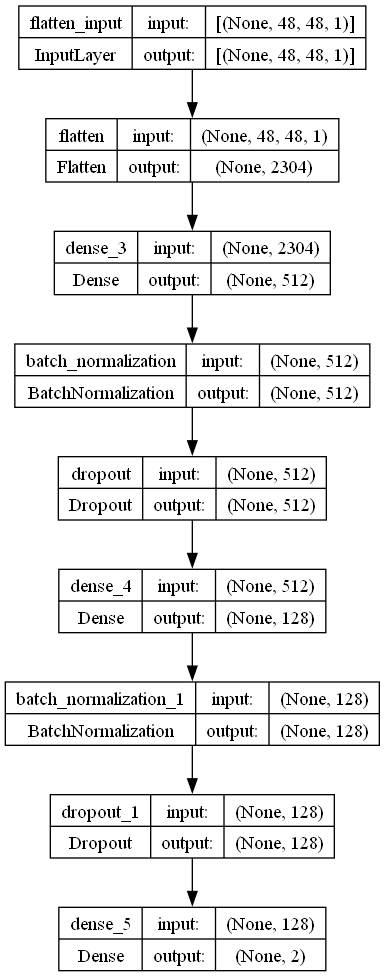 flatten_input input: [(None, 48, 48, 1)]
InputLayer output: [(None, 48, 48, 1)]
flatten input: (None, 48, 48, 1)
Flatten output: (None, 2304)
dense_3 input: (None, 2304)
Dense output: (None, 512)
batch_normalization input: (None, 512)
BatchNormalization output: (None, 512)
dropout input: (None, 512)
Dropout output: (None, 512)
dense_4 input: (None, 512)
Dense output: (None, 128)
batch_normalization_1 input: (None, 128)
BatchNormalization output: (None, 128)
dropout_1 input: (None, 128)
Dropout output: (None, 128)
dense_5 input: (None, 128)
Dense output: (None, 2)